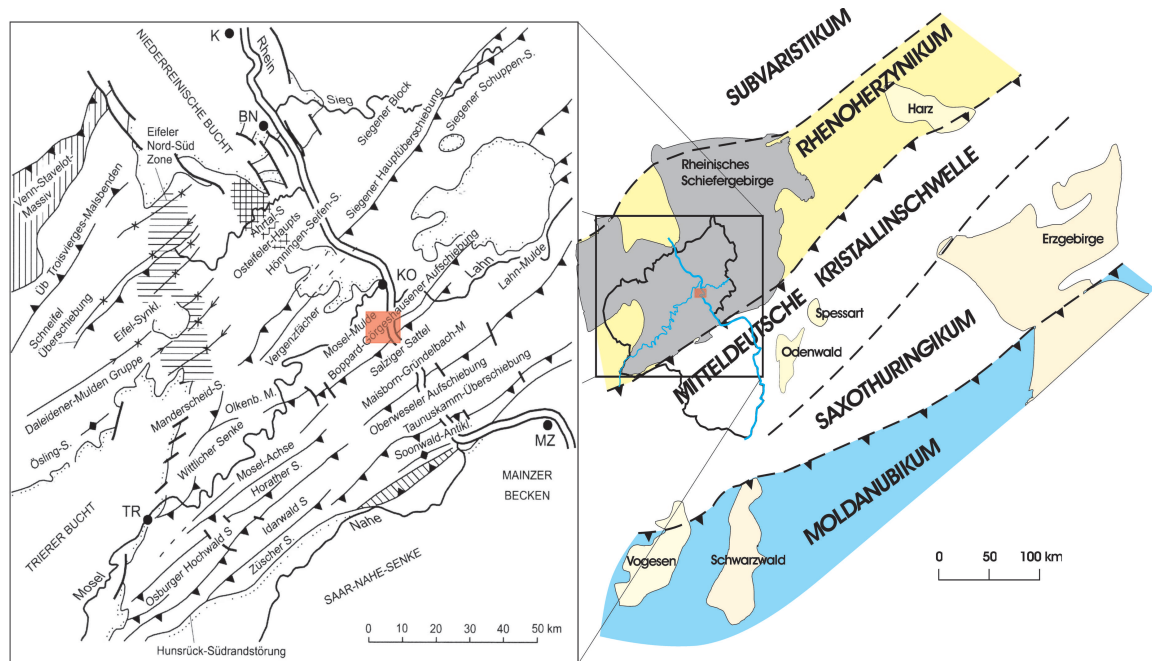 K
NIEDERREINISCHE BUCHT
Rhein
Sieg
BN
Siegener Block
Siegener Schuppen-S.
Siegener Hauptüberschiebung
Eifeler
Nord-Süd
Zone
Venn-Stavelot-
Massiv
Üb Troisvierges-Malsbenden
Schneifel
Überschiebung
Ahrtal-S.
Osteifeler-Haupts
Hönningen-Seifen-S.
KO
Lahn
Lahn-Mulde
Eifel-Synkl.
Vergenzfächer
Mosel-Mulde
Boppard-Görgeshausener Aufschiebung
Salziger Sattel
Maisborn-Gründelbach-M
Oberweseler Aufschiebung
Taunuskamm-Überschiebung
Soonwald-Antikl.
MZ
MAINZER
BECKEN
Daleidener-Mulden Gruppe
Manderscheid-S.
Olkenb. M.
Ösling-S.
Wittlicher Senke
Mosel-Achse
Horather S.
TRIERER BUCHT
TR
Idarwald S
Osburger Hochwald S
Züscher S.
Nahe
Mosel
SAAR-NAHE-SENKE
Hunsrück-Südrandstörung
0 10 20 30 40 50 km
SUBVARISTIKUM
RHENOHERZYNIKUM
Harz
Rheinisches
Schiefergebirge
MITTELDEUTSCHE KRISTALLINSCHWELLE
Erzgebirge
Spessart
Odenwald
SAXOTHURINGIKUM
MOLDANUBIKUM
Vogesen
Schwarzwald
0 50 100 km